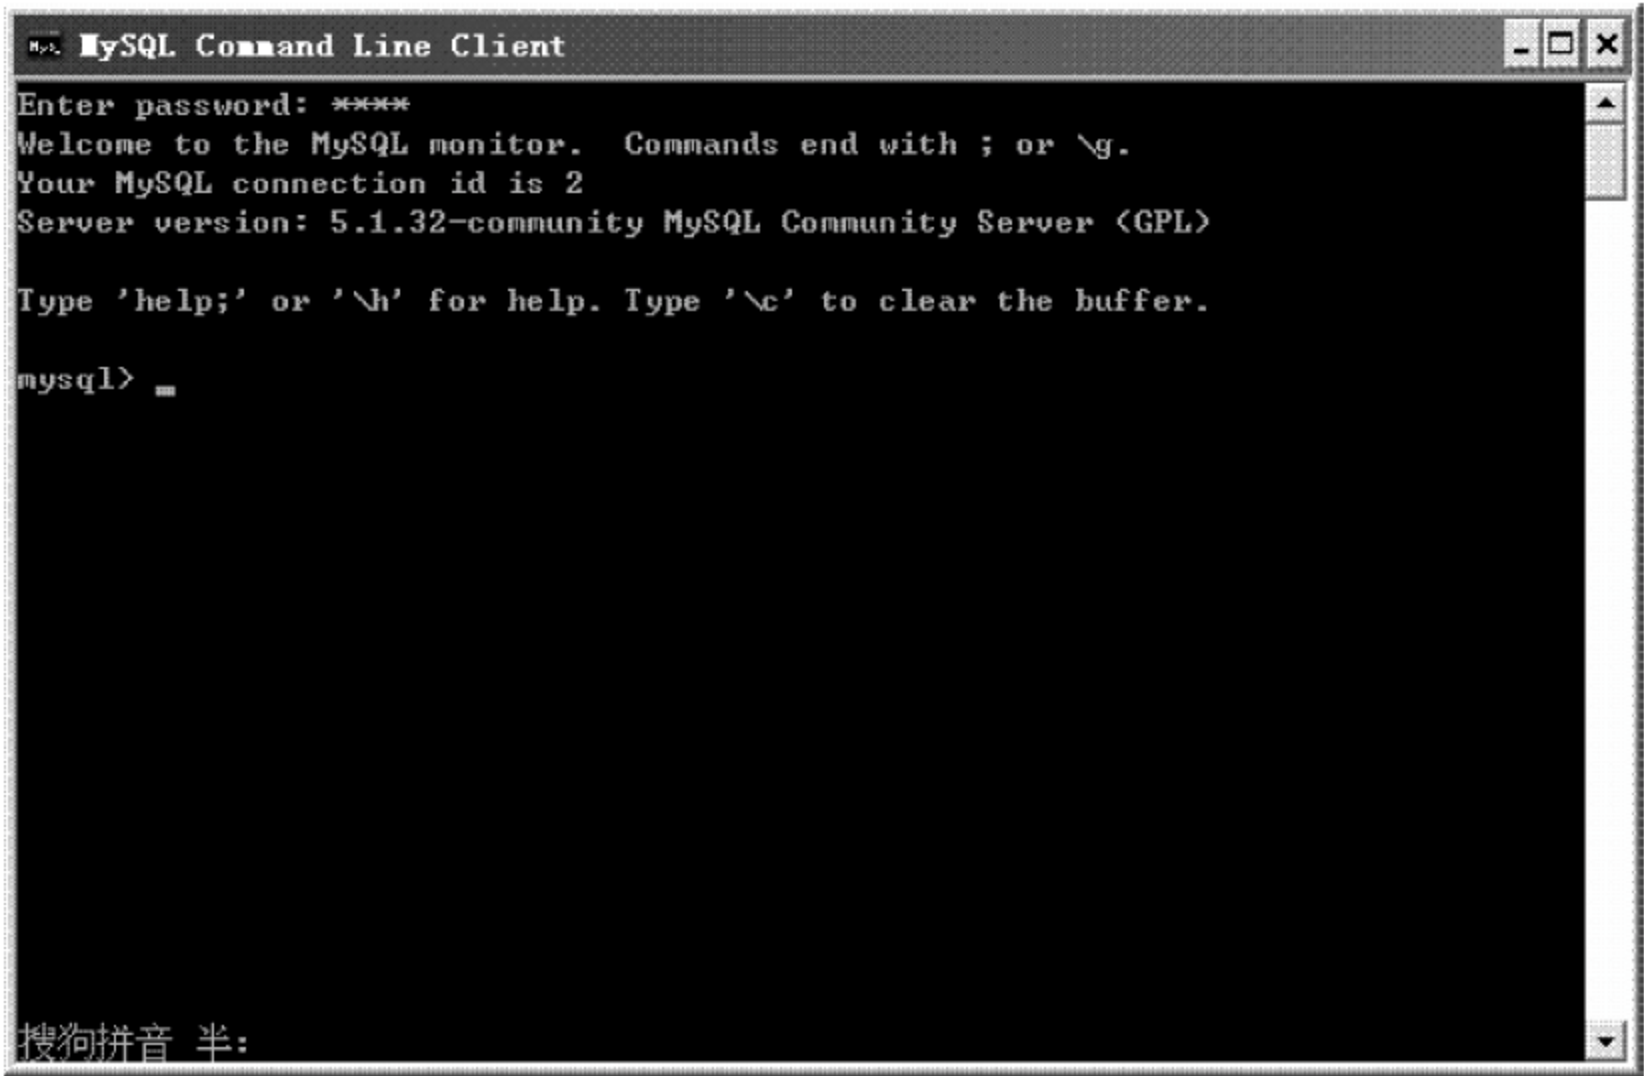 MySQL Command Line Client
Enter password: ****
Welcome to the MySQL monitor.  Commands end with ; or \g.
Your MySQL connection id is 2
Server version: 5.1.32-community MySQL Community Server (GPL)
Type 'help;' or '\h' for help. Type '\c' to clear the buffer.
mysql> _
搜狗拼音 半: